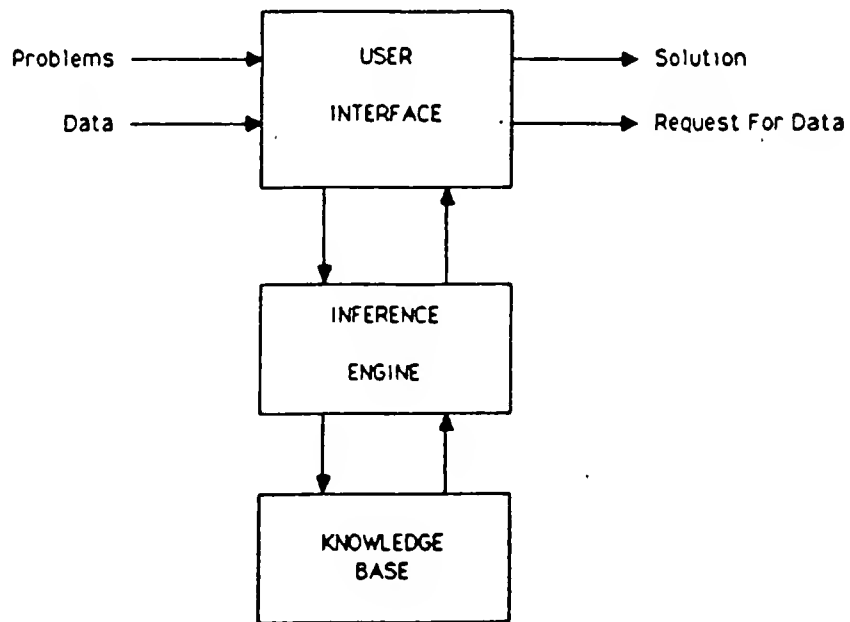 Problems
USER
Solution
Data
INTERFACE
Request For Data
INFERENCE
ENGINE
KNOWLEDGE
BASE